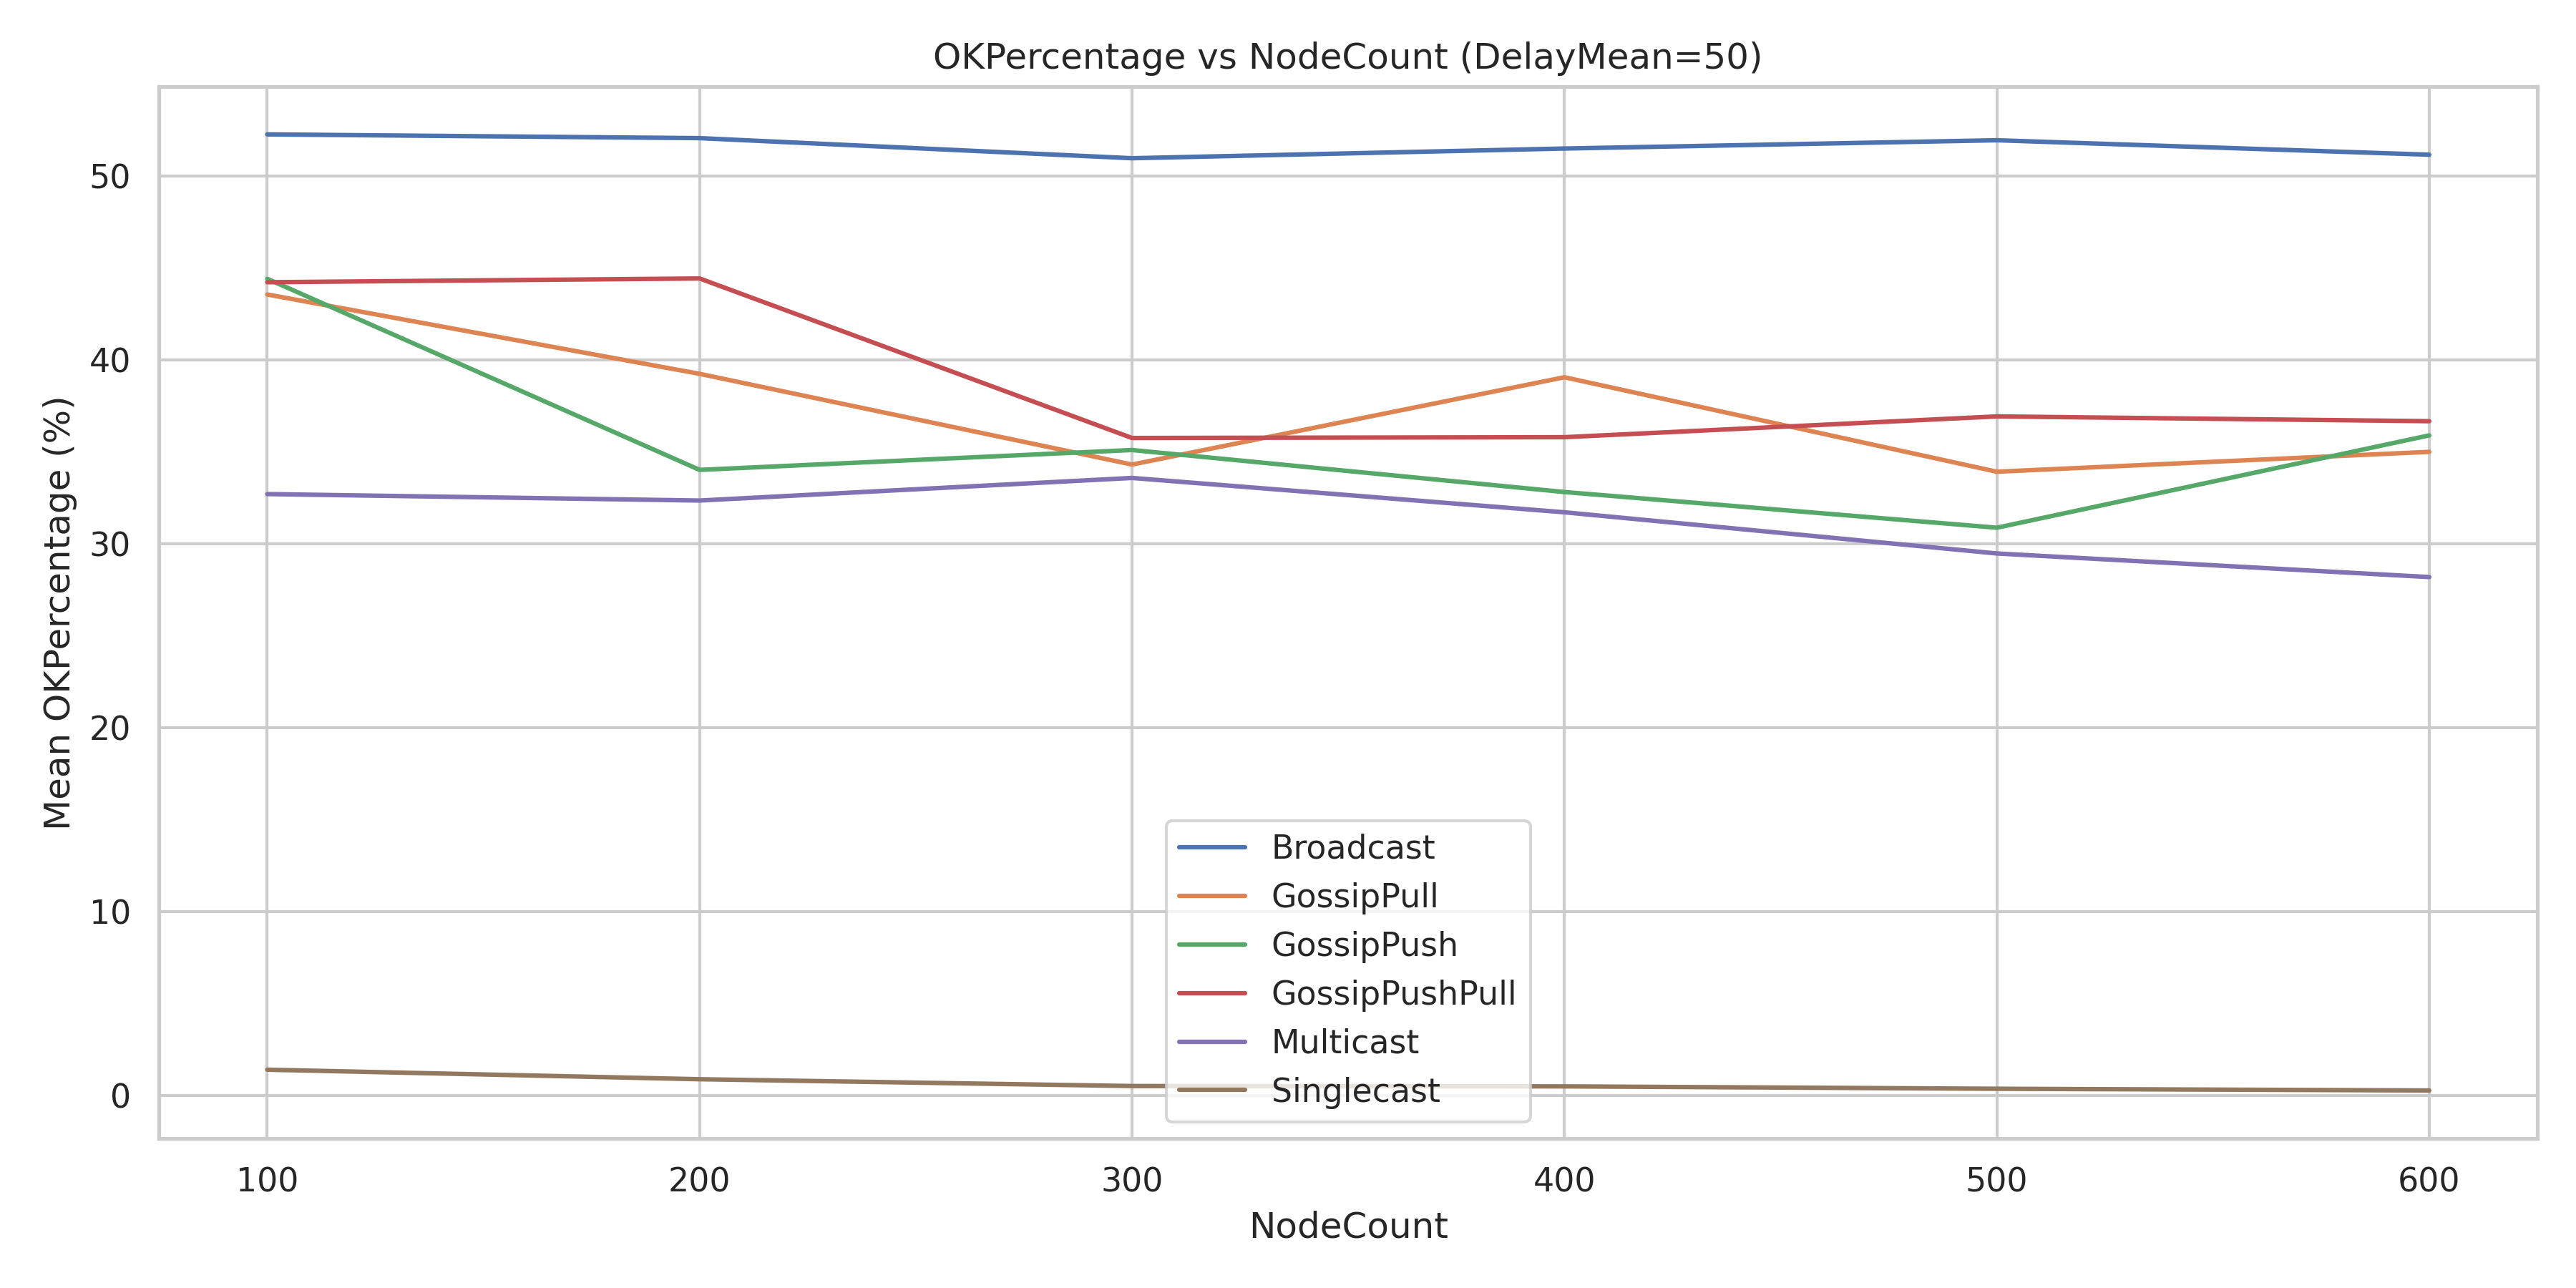 OKPercentage vs NodeCount (DelayMean=50)
Mean OKPercentage (%)
50
40
30
20
10
0
Broadcast
GossipPull
GossipPush
GossipPushPull
Multicast
Singlecast
100 200 300 400 500 600
NodeCount